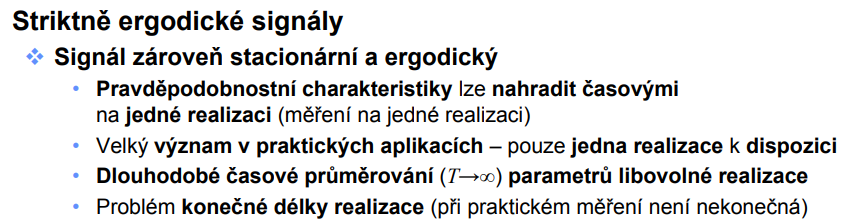 Striktně ergodické signály
❖ Signál zároveň stacionární a ergodický
• Pravděpodobnostní charakteristiky lze nahradit časovými
na jedné realizaci (měření na jedné realizaci)
• Velký význam v praktických aplikacích – pouze jedna realizace k dispozici
• Dlouhodobé časové průměrování (T→∞) parametrů libovolné realizace
• Problém konečné délky realizace (při praktickém měření není nekonečná)